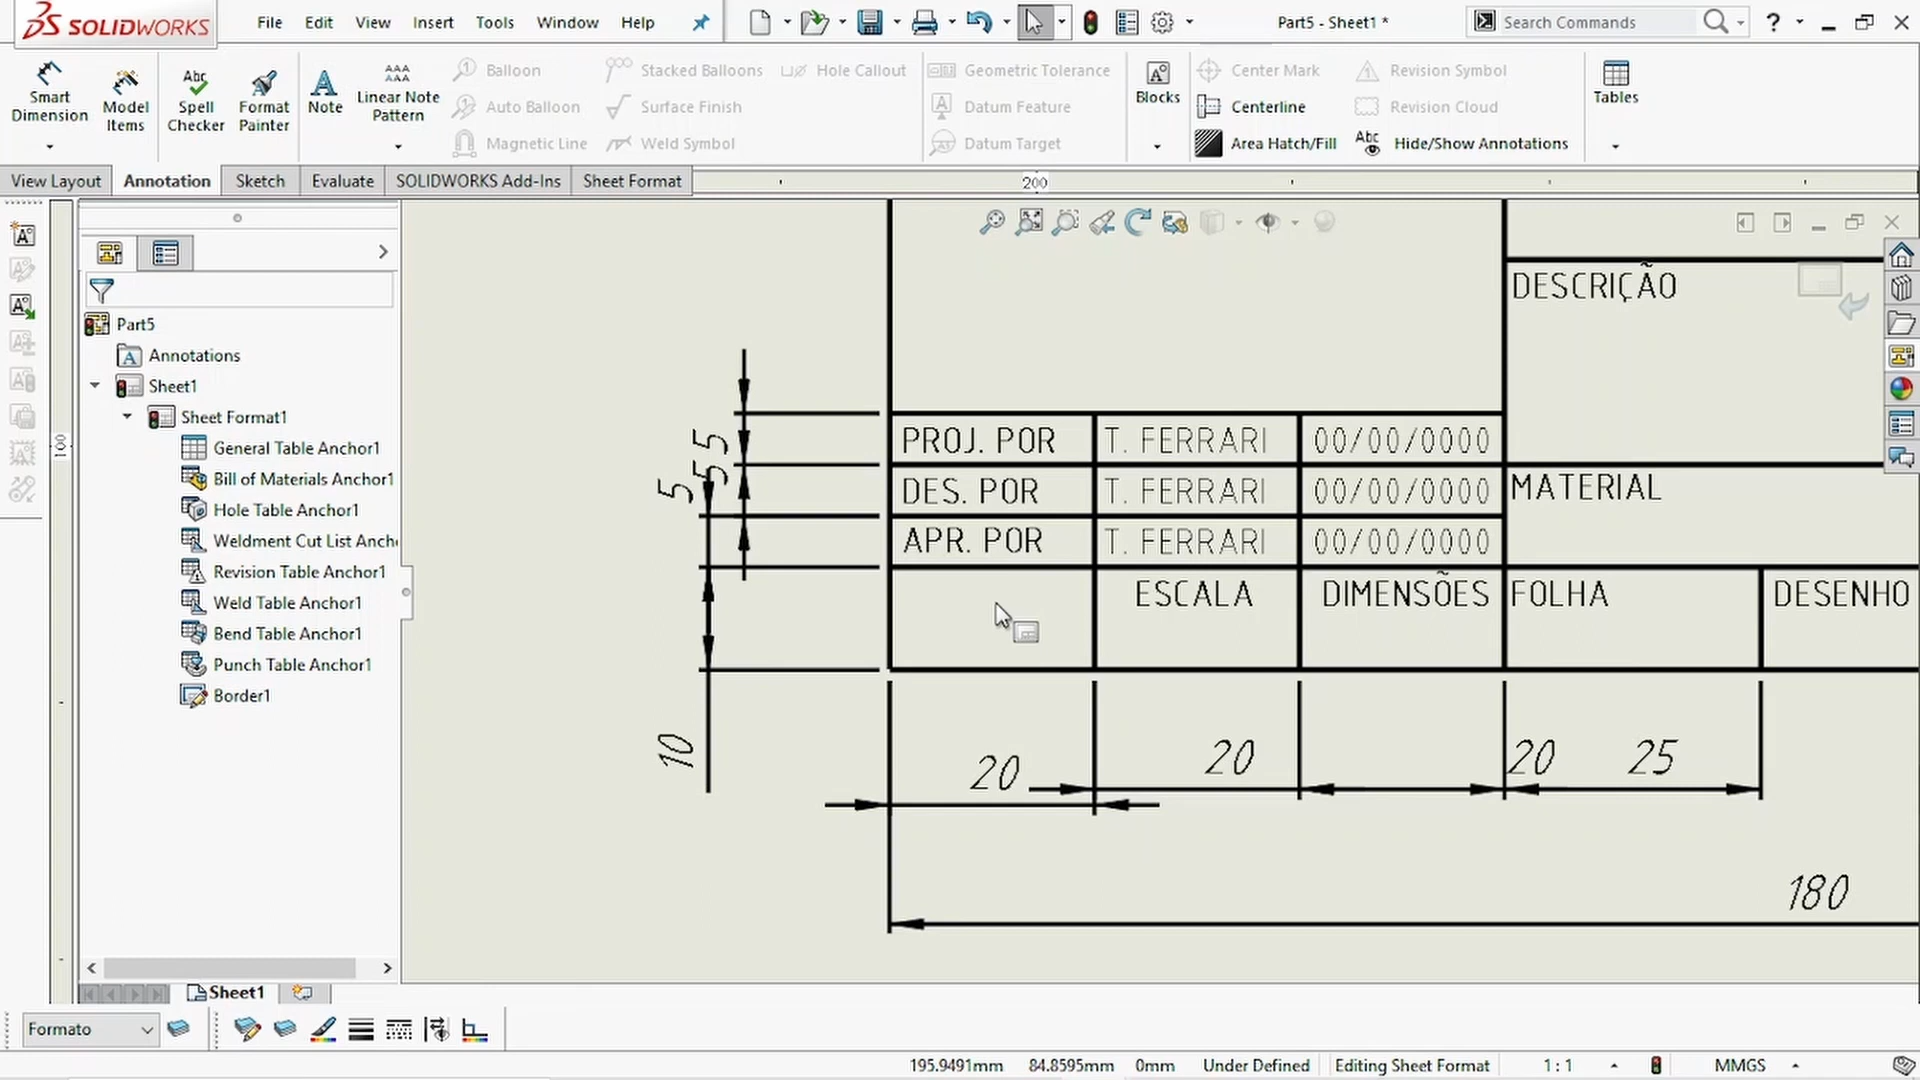 SOLIDWORKS
File Edit View Insert Tools Window Help
Part5 - Sheet1 *
Search Commands
?
Smart Dimension
Model Items
Spell Checker
Format Painter
Note
Linear Note Pattern
Balloon
Auto Balloon
Magnetic Line
Stacked Balloons
Surface Finish
Weld Symbol
Hole Callout
Geometric Tolerance
Datum Feature
Datum Target
Blocks
Center Mark
Centerline
Area Hatch/Fill
Revision Symbol
Revision Cloud
Hide/Show Annotations
Tables
View Layout Annotation Sketch Evaluate SOLIDWORKS Add-Ins Sheet Format
200
100
Part5
Annotations
Sheet1
Sheet Format1
General Table Anchor1
Bill of Materials Anchor1
Hole Table Anchor1
Weldment Cut List Anch
Revision Table Anchor1
Weld Table Anchor1
Bend Table Anchor1
Punch Table Anchor1
Border1
DESCRIÇÃO
PROJ. POR T. FERRARI 00/00/0000
DES. POR T. FERRARI 00/00/0000 MATERIAL
APR. POR T. FERRARI 00/00/0000
ESCALA DIMENSÕES FOLHA DESENHO
5
5
5
10
20 20 20 25
180
Sheet1
Formato
195.9491mm 84.8595mm 0mm Under Defined Editing Sheet Format 1:1 MMGS